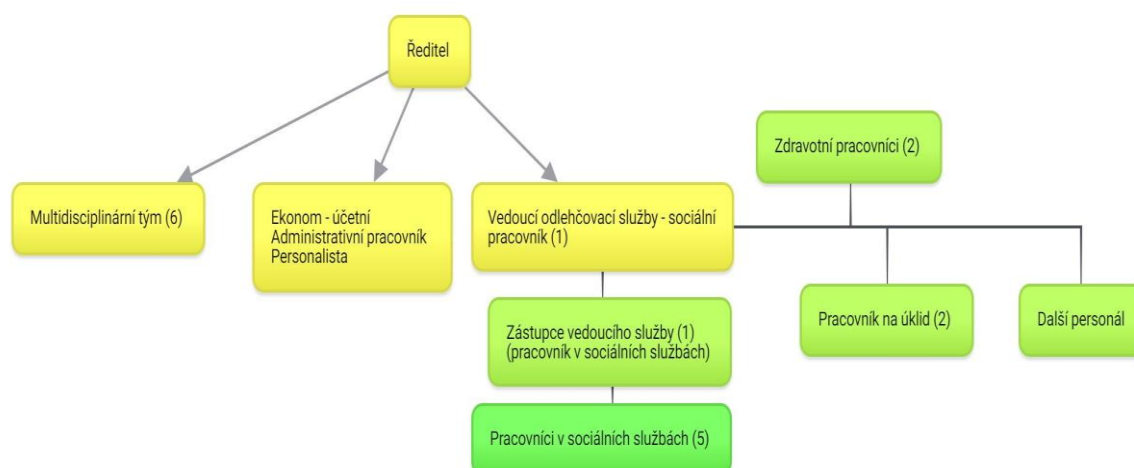 Ředitel
Zdravotní pracovníci (2)
Multidisciplinární tým (6)
Ekonom - účetní
Administrativní pracovník
Personalista
Vedoucí odlehčovací služby - sociální
pracovník (1)
Zástupce vedoucího služby (1)
(pracovník v sociálních službách)
Pracovník na úklid (2)
Další personál
Pracovníci v sociálních službách (5)